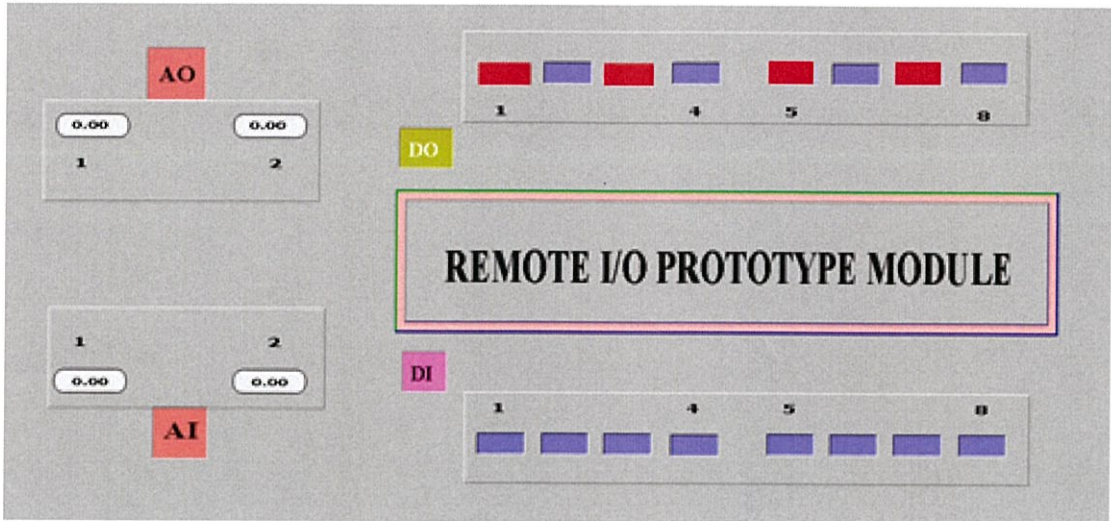 AO
0.00 0.00
1 2
1 4 5 8
DO
REMOTE I/O PROTOTYPE MODULE
1 2
0.00 0.00
AI
DI
1 4 5 8